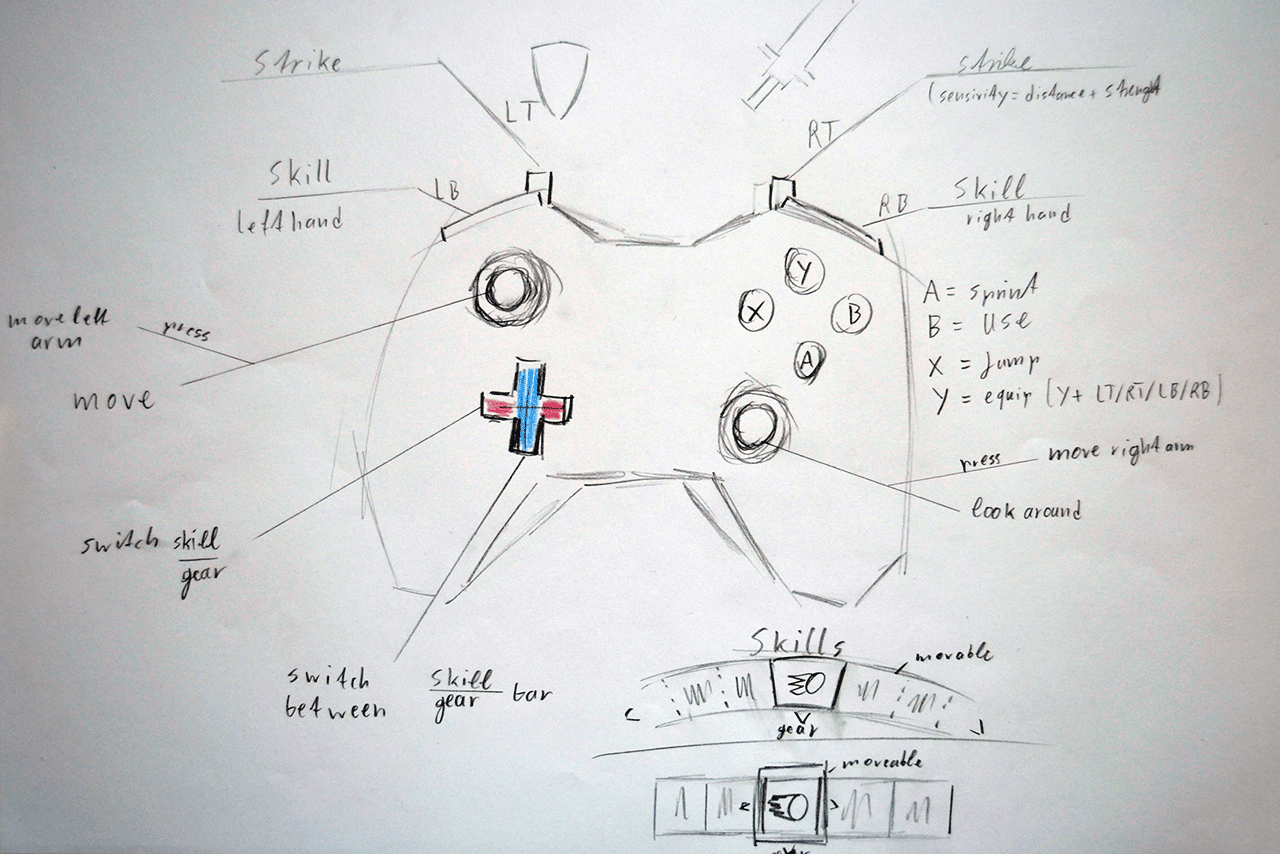 strike
LT
RT
strike
(sensivity = distance + strenght
skill
left hand
LB
RB
skill
right hand
Y
X
B
A
A = sprint
B = use
X = jump
Y = equip (Y+ LT/RT/LB/RB)
move left
arm
press
move
press
move right arm
look around
switch skill
gear
switch
between
skill
gear
bar
Skills
movable
gear
moveable